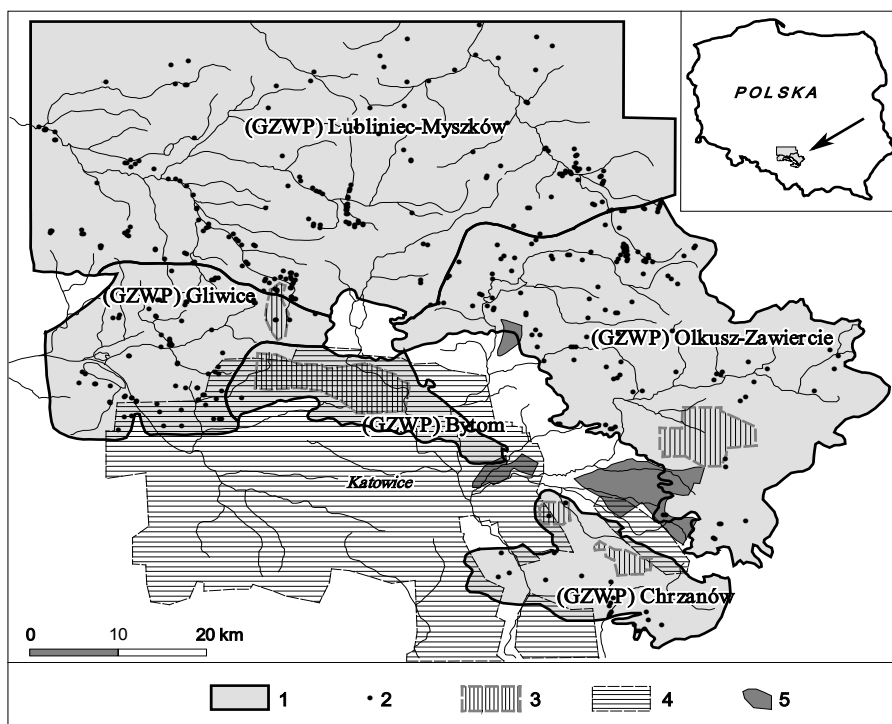 POLSKA
(GZWP) Lubliniec-Myszków
(GZWP) Gliwice
(GZWP) Olkusz-Zawiercie
(GZWP) Bytom
Katowice
(GZWP) Chrzanów
0 10 20 km
1 2 3 4 5